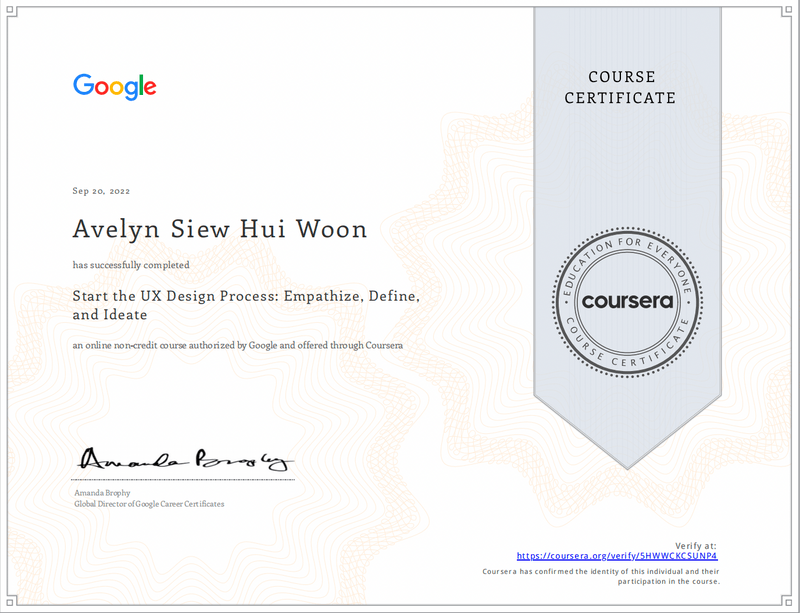 Google
COURSE
CERTIFICATE
Sep 20, 2022
Avelyn Siew Hui Woon
has successfully completed
Start the UX Design Process: Empathize, Define,
and Ideate
an online non-credit course authorized by Google and offered through Coursera
EDUCATION FOR EVERYONE
coursera
COURSE CERTIFICATE
Amanda Brophy
Amanda Brophy
Global Director of Google Career Certificates
Verify at:
https://coursera.org/verify/5HWWCKCSUNP4
Coursera has confirmed the identity of this individual and their
participation in the course.